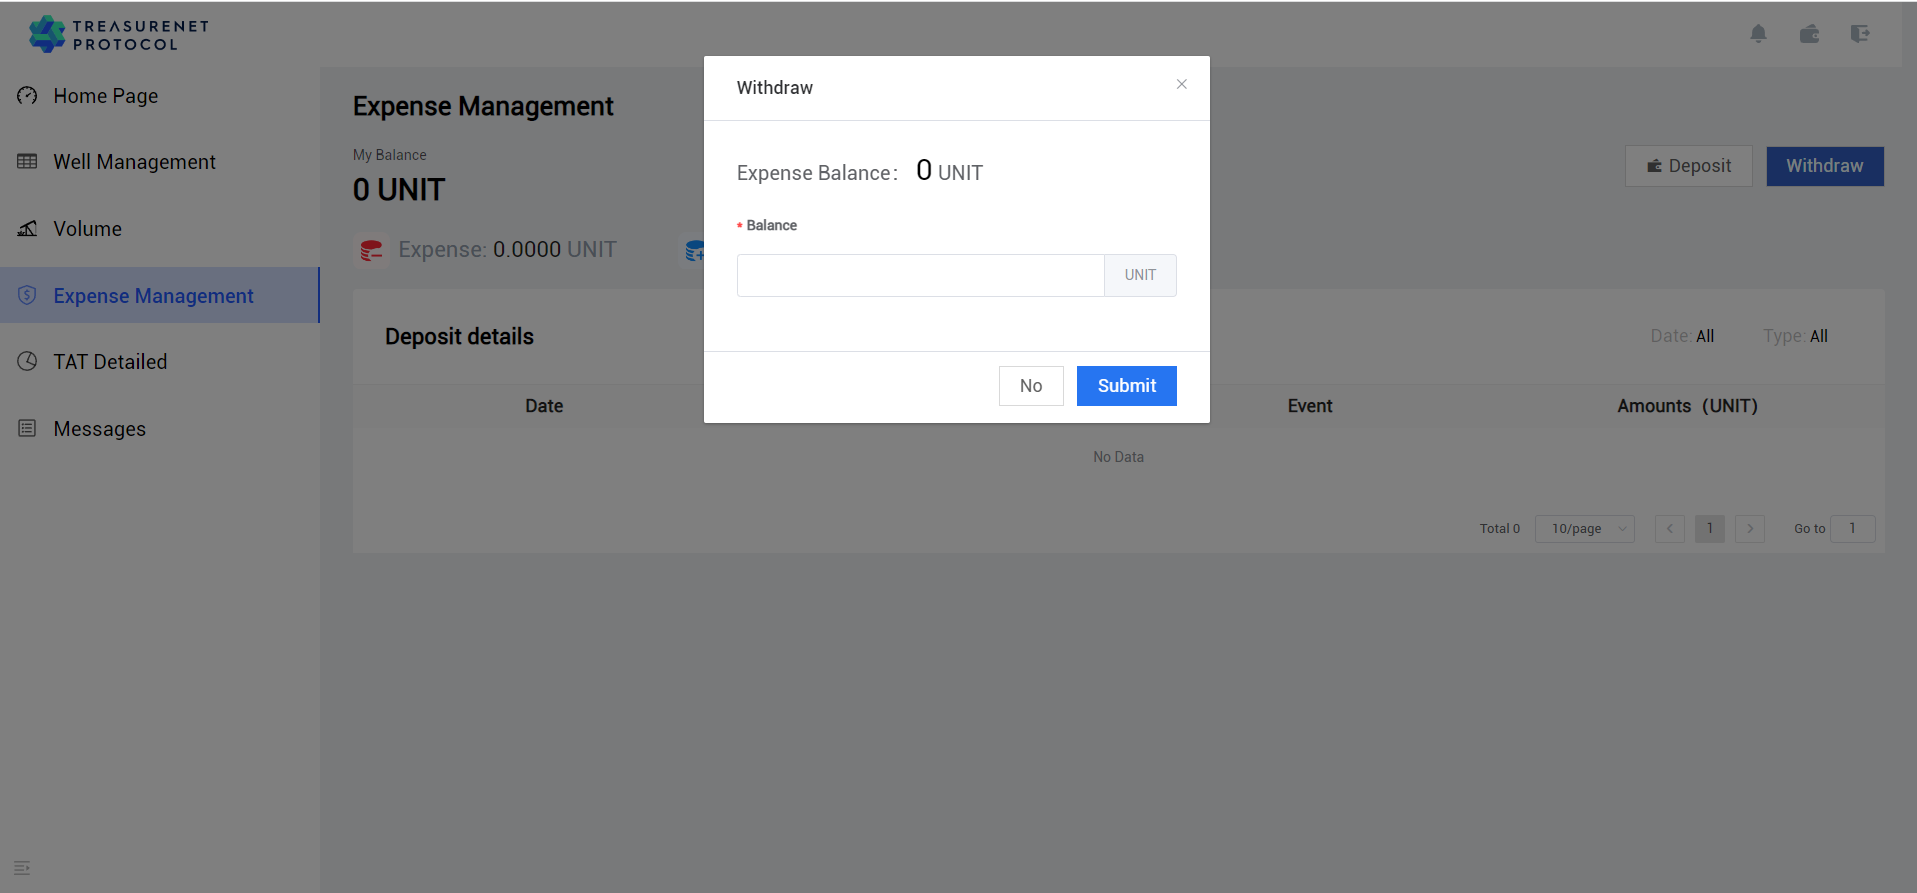 TREASURENET
PROTOCOL
Home Page
Well Management
Volume
Expense Management
TAT Detailed
Messages
Expense Management
My Balance
0 UNIT
Deposit
Withdraw
Expense: 0.0000 UNIT
Deposit details
Date: All
Type: All
Date
Event
Amounts（UNIT）
No Data
Total 0
10/page
1
Go to
1
Withdraw
Expense Balance： 0 UNIT
* Balance
UNIT
No
Submit